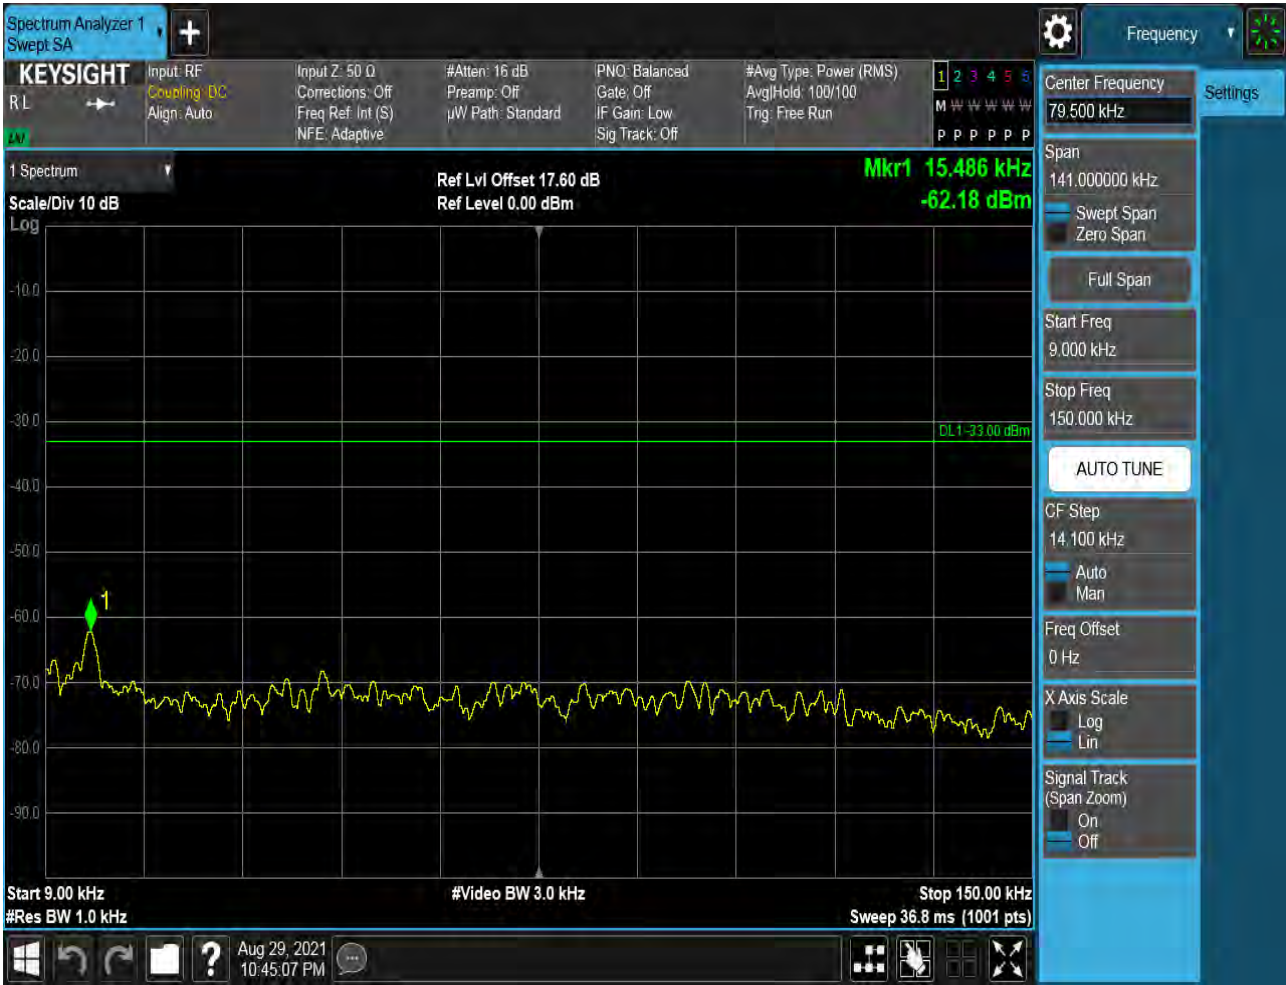 Spectrum Analyzer 1
Swept SA
Frequency
KEYSIGHT
R L
LXI
Input: RF
Coupling: DC
Align: Auto
Input Z: 50 Ω
Corrections: Off
Freq Ref: Int (S)
NFE: Adaptive
#Atten: 16 dB
Preamp: Off
µW Path: Standard
PNO: Balanced
Gate: Off
IF Gain: Low
Sig Track: Off
#Avg Type: Power (RMS)
Avg|Hold: 100/100
Trig: Free Run
1 2 3 4 5 6
M W W W W W
P P P P P P
1 Spectrum
Scale/Div 10 dB
Log
Ref Lvl Offset 17.60 dB
Ref Level 0.00 dBm
Mkr1 15.486 kHz
-62.18 dBm
-10.0
-20.0
-30.0
DL1 -33.00 dBm
-40.0
-50.0
1
-60.0
-70.0
-80.0
-90.0
Start 9.00 kHz
#Res BW 1.0 kHz
#Video BW 3.0 kHz
Stop 150.00 kHz
Sweep 36.8 ms (1001 pts)
?
Aug 29, 2021
10:45:07 PM
Center Frequency
79.500 kHz
Settings
Span
141.000000 kHz
Swept Span
Zero Span
Full Span
Start Freq
9.000 kHz
Stop Freq
150.000 kHz
AUTO TUNE
CF Step
14.100 kHz
Auto
Man
Freq Offset
0 Hz
X Axis Scale
Log
Lin
Signal Track
(Span Zoom)
On
Off